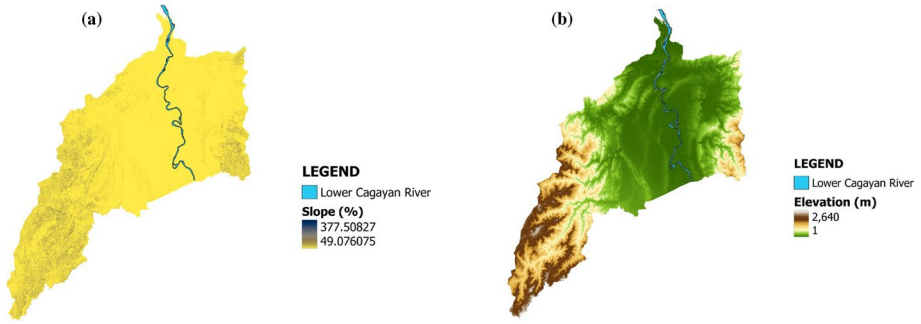 (a)
LEGEND
Lower Cagayan River
Slope (%)
377.50827
49.076075
(b)
LEGEND
Lower Cagayan River
Elevation (m)
2,640
1